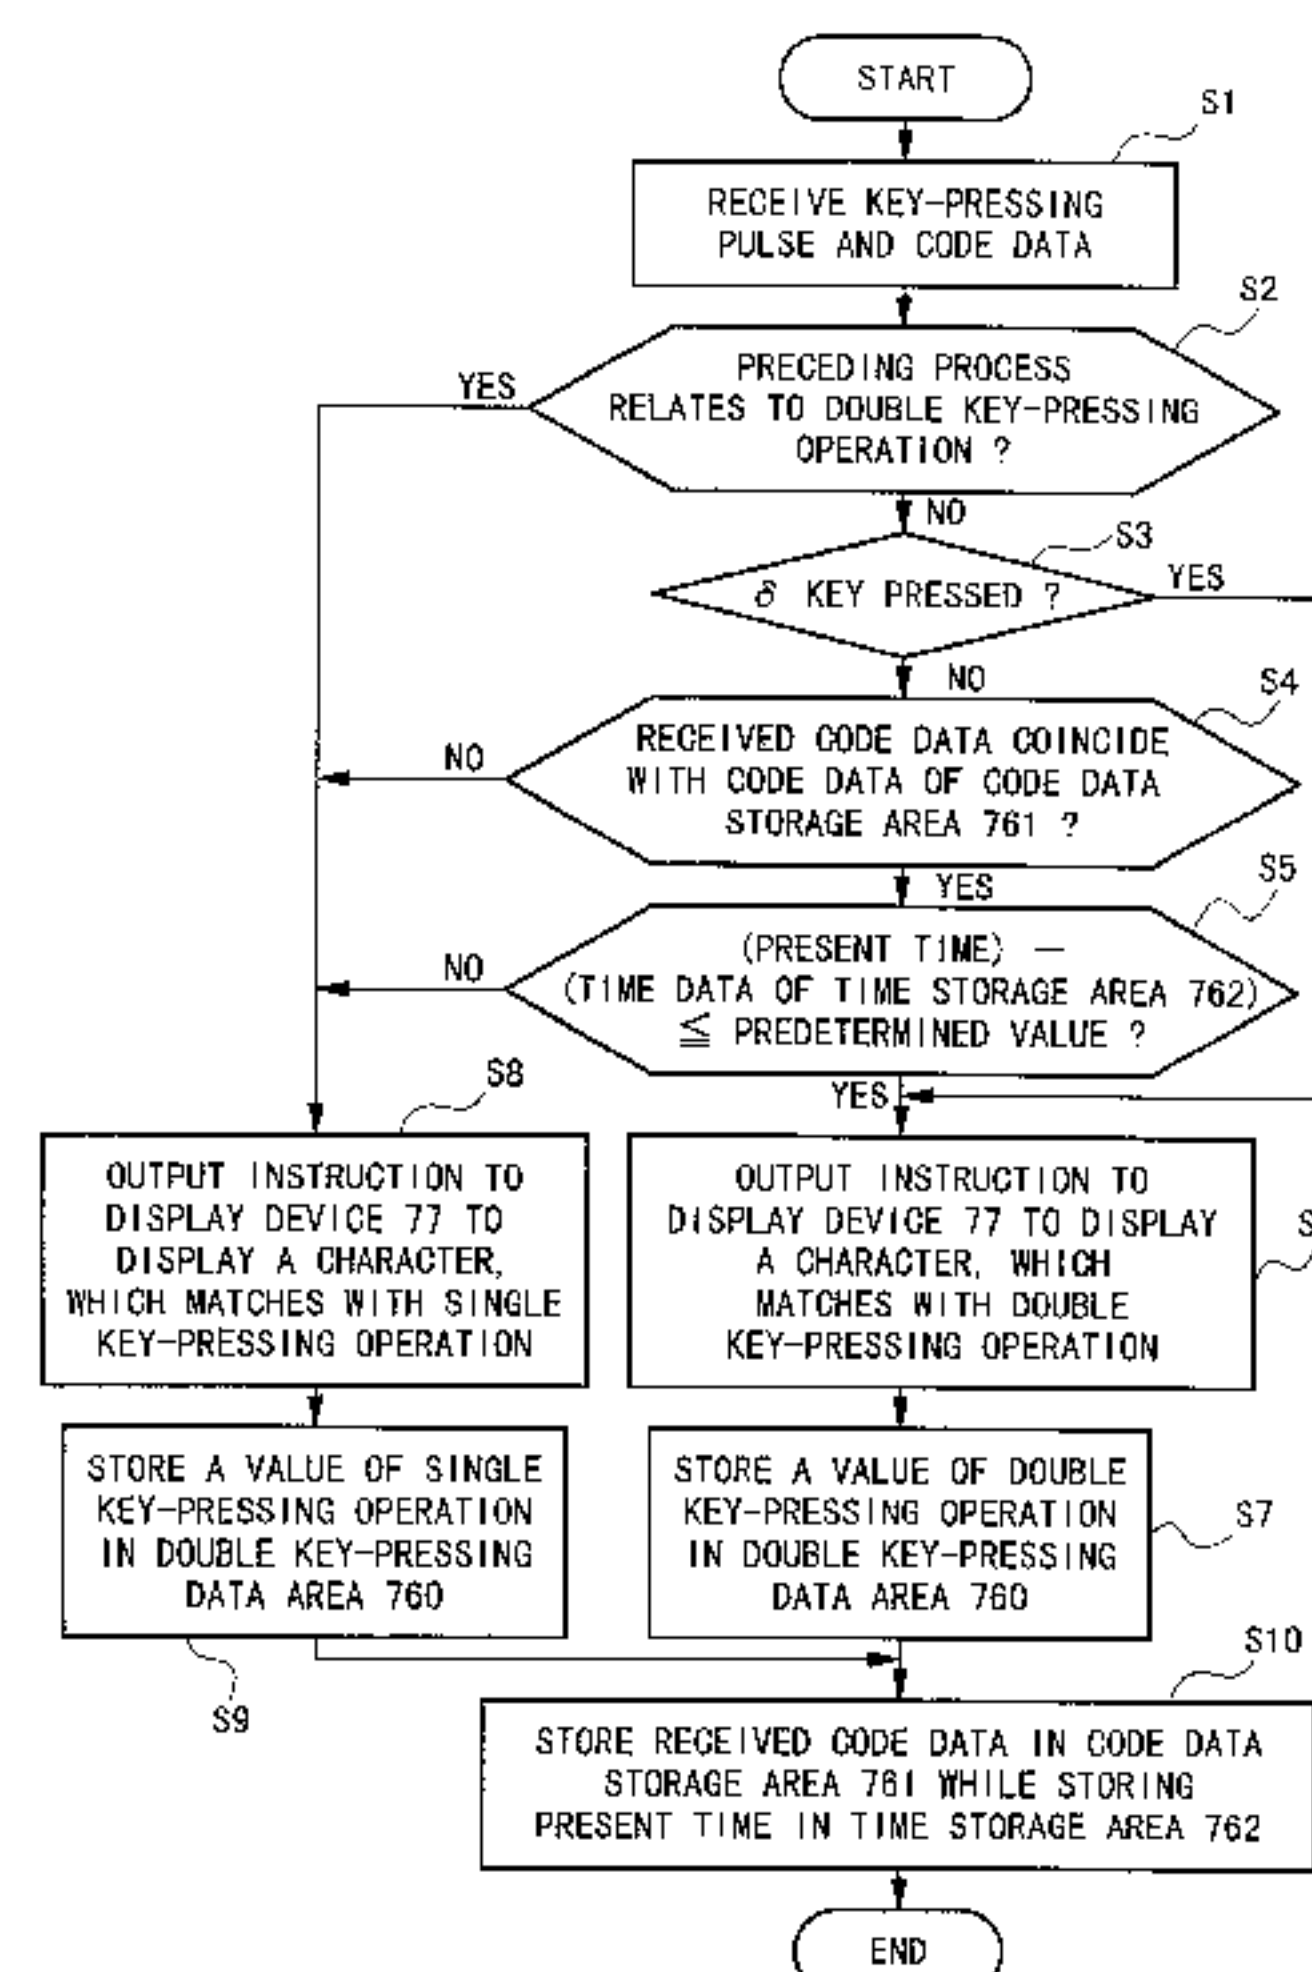 START
S1
RECEIVE KEY-PRESSING
PULSE AND CODE DATA
S2
PRECEDING PROCESS
RELATES TO DOUBLE KEY-PRESSING
OPERATION ?
YES
NO
S3
δ KEY PRESSED ?
YES
NO
S4
RECEIVED CODE DATA COINCIDE
WITH CODE DATA OF CODE DATA
STORAGE AREA 761 ?
NO
YES
S5
(PRESENT TIME) —
(TIME DATA OF TIME STORAGE AREA 762)
≦ PREDETERMINED VALUE ?
NO
YES
S8
OUTPUT INSTRUCTION TO
DISPLAY DEVICE 77 TO
DISPLAY A CHARACTER,
WHICH MATCHES WITH SINGLE
KEY-PRESSING OPERATION
OUTPUT INSTRUCTION TO
DISPLAY DEVICE 77 TO DISPLAY
A CHARACTER, WHICH
MATCHES WITH DOUBLE
KEY-PRESSING OPERATION
STORE A VALUE OF SINGLE
KEY-PRESSING OPERATION
IN DOUBLE KEY-PRESSING
DATA AREA 760
S9
STORE A VALUE OF DOUBLE
KEY-PRESSING OPERATION
IN DOUBLE KEY-PRESSING
DATA AREA 760
S7
S10
STORE RECEIVED CODE DATA IN CODE DATA
STORAGE AREA 761 WHILE STORING
PRESENT TIME IN TIME STORAGE AREA 762
END